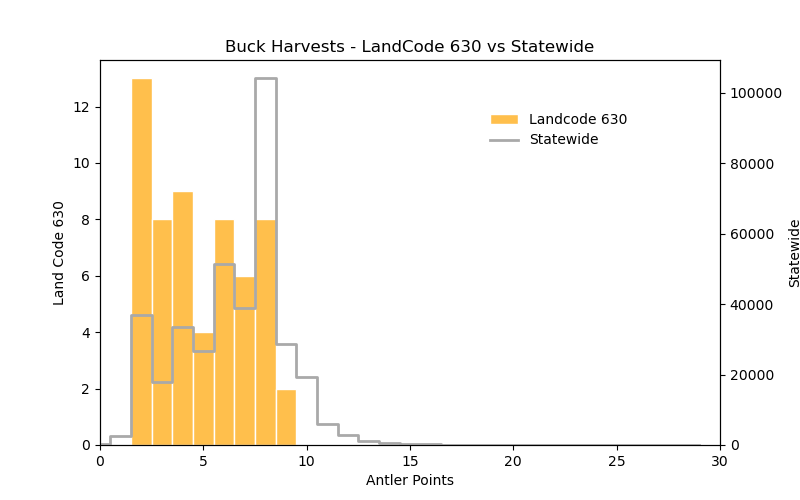 Buck Harvests - LandCode 630 vs Statewide
Landcode 630
Statewide
Land Code 630
12
10
8
6
4
2
0
100000
80000
60000
40000
20000
0
Statewide
0 5 10 15 20 25 30
Antler Points